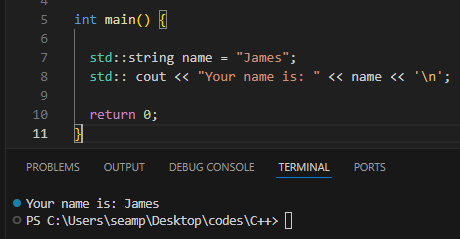 4
5 int main() {
6
7 std::string name = "James";
8 std:: cout << "Your name is: " << name << '\n';
9
10 return 0;
11 }
PROBLEMS OUTPUT DEBUG CONSOLE TERMINAL PORTS
Your name is: James
PS C:\Users\seamp\Desktop\codes\C++>